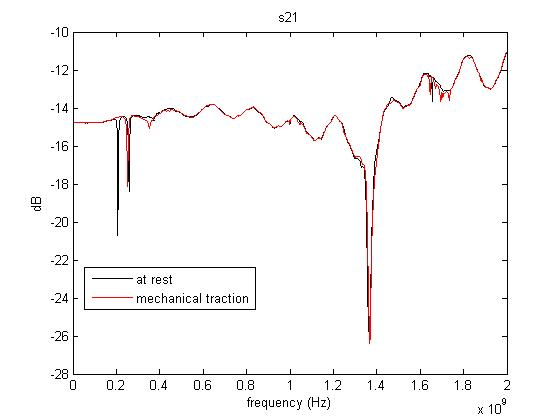 s21
-10
-12
-14
-16
-18
-20
-22
-24
-26
-28
dB
at rest
mechanical traction
0 0.2 0.4 0.6 0.8 1 1.2 1.4 1.6 1.8 2
frequency (Hz)
x 10^9